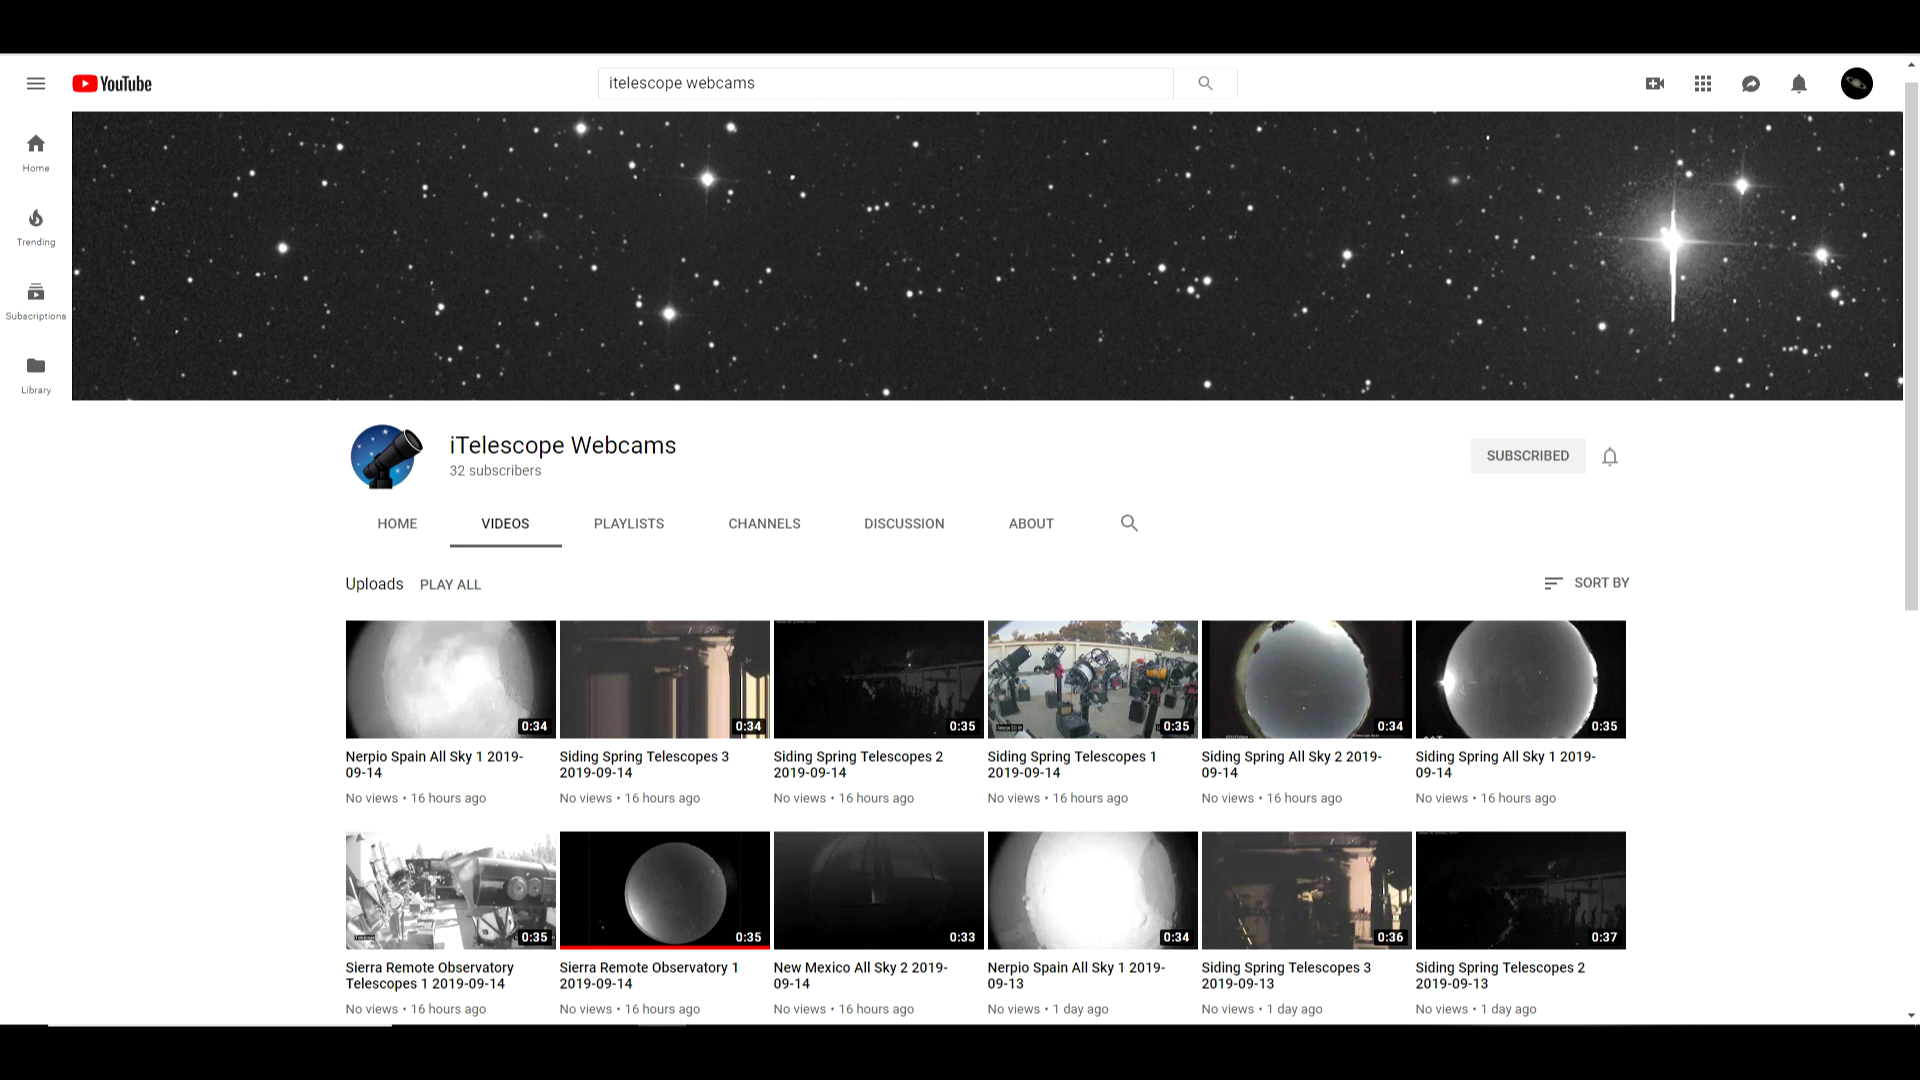 YouTube
itelescope webcams
Home
Trending
Subscriptions
Library
iTelescope Webcams
32 subscribers
SUBSCRIBED
HOME VIDEOS PLAYLISTS CHANNELS DISCUSSION ABOUT
Uploads PLAY ALL SORT BY
0:34 0:34 0:35 0:35 0:34 0:35
Nerpio Spain All Sky 1 2019-
09-14
No views • 16 hours ago
Siding Spring Telescopes 3
2019-09-14
No views • 16 hours ago
Siding Spring Telescopes 2
2019-09-14
No views • 16 hours ago
Siding Spring Telescopes 1
2019-09-14
No views • 16 hours ago
Siding Spring All Sky 2 2019-
09-14
No views • 16 hours ago
Siding Spring All Sky 1 2019-
09-14
No views • 16 hours ago
0:35 0:35 0:33 0:34 0:36 0:37
Sierra Remote Observatory
Telescopes 1 2019-09-14
No views • 16 hours ago
Sierra Remote Observatory 1
2019-09-14
No views • 16 hours ago
New Mexico All Sky 2 2019-
09-14
No views • 16 hours ago
Nerpio Spain All Sky 1 2019-
09-13
No views • 1 day ago
Siding Spring Telescopes 3
2019-09-13
No views • 1 day ago
Siding Spring Telescopes 2
2019-09-13
No views • 1 day ago